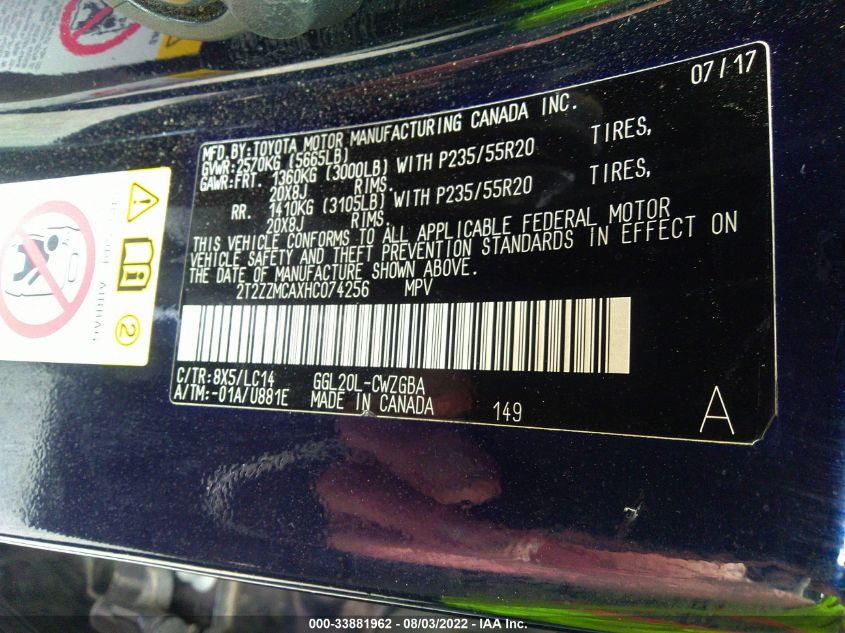 07/17
MFD.BY:TOYOTA MOTOR MANUFACTURING CANADA INC.
GVWR:2570KG (5665LB)
GAWR:FRT. 1360KG (3000LB) WITH P235/55R20 TIRES,
20X8J RIMS.
RR. 1410KG (3105LB) WITH P235/55R20 TIRES,
20X8J RIMS.
THIS VEHICLE CONFORMS TO ALL APPLICABLE FEDERAL MOTOR
VEHICLE SAFETY AND THEFT PREVENTION STANDARDS IN EFFECT ON
THE DATE OF MANUFACTURE SHOWN ABOVE.
2T2ZZMCAXHC074256 MPV
C/TR:8X5/LC14 GGL20L-CWZGBA
A/TM:-01A/U881E MADE IN CANADA 149 A
AIRBAG
2
000-33881962 - 08/03/2022 - IAA Inc.